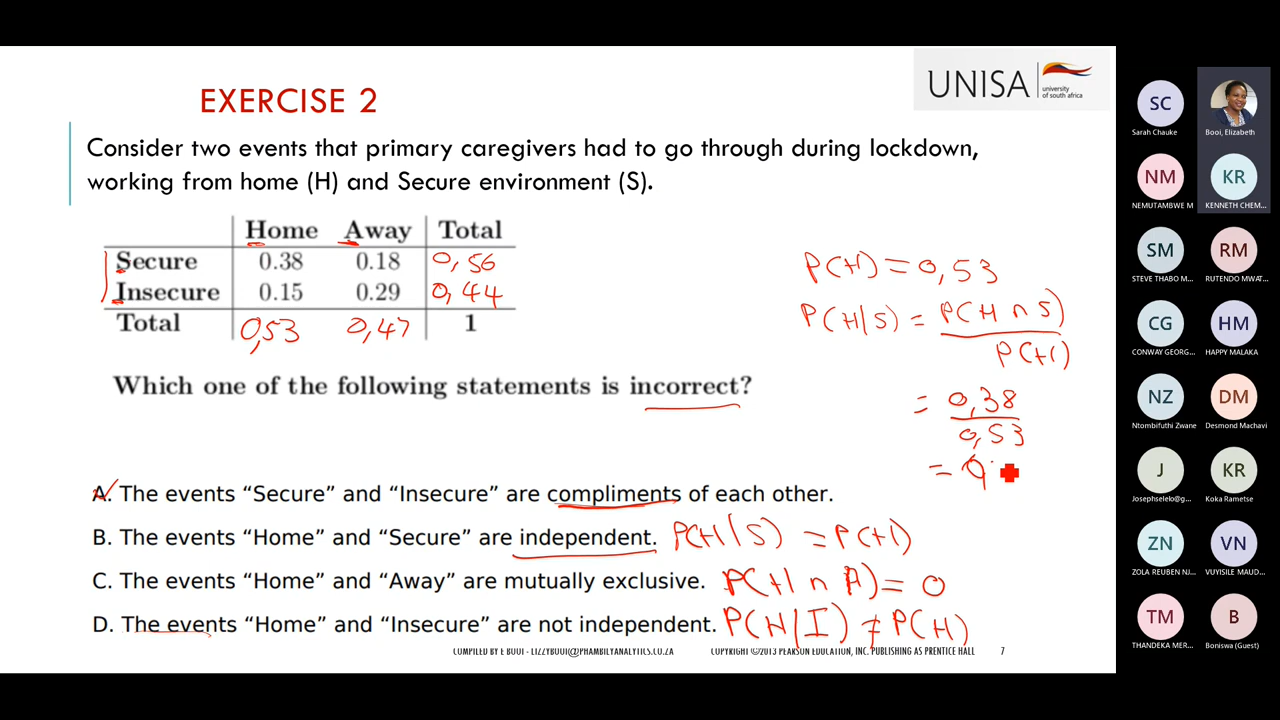 EXERCISE 2
UNISA university of south africa
Consider two events that primary caregivers had to go through during lockdown,
working from home (H) and Secure environment (S).
Home Away Total
Secure 0.38 0.18 0,56
Insecure 0.15 0.29 0,44
Total 0,53 0,47 1
P(H) = 0,53
P(H/S) = P(H ∩ S)
P(H)
= 0,38
0,53
= 0,
Which one of the following statements is incorrect?
A. The events “Secure” and “Insecure” are compliments of each other.
B. The events “Home” and “Secure” are independent. P(H/S) = P(H)
C. The events “Home” and “Away” are mutually exclusive. P(H ∩ A) = 0
D. The events “Home” and “Insecure” are not independent. P(H/I) ≠ P(H)
COMPILED BY E BOOI - LIZZYBOOI@PHAMBILYANALYTICS.CO.ZA COPYRIGHT ©2013 PEARSON EDUCATION, INC. PUBLISHING AS PRENTICE HALL 7
SC
Sarah Chauke Booi, Elizabeth
NM KR
NEMUTAMBWE M KENNETH CHEM...
SM RM
STEVE THABO M... RUTENDO MWAT...
CG HM
CONWAY GEORG... HAPPY MALAKA
NZ DM
Ntombifuthi Zwane Desmond Machavi
J KR
Josephselelo@g... Koka Rametse
ZN VN
ZOLA REUBEN NJ... VUYISILE MAUD...
TM B
THANDEKA MER... Boniswa (Guest)